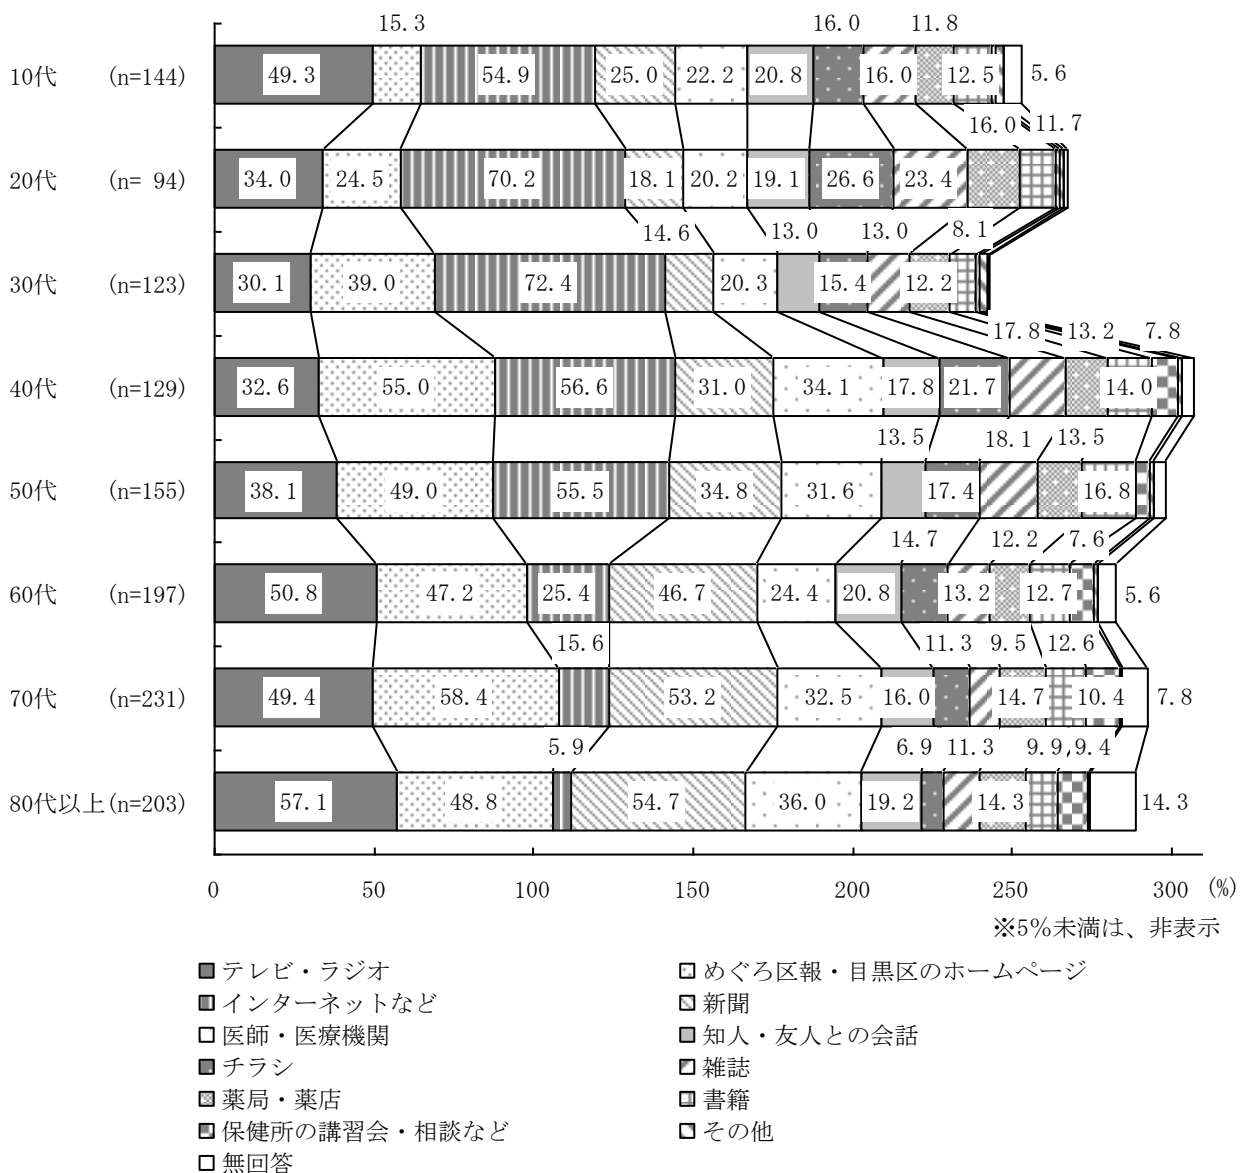 15.3 16.0 11.8
10代 (n=144) 49.3 54.9 25.0 22.2 20.8 16.0 12.5 5.6
16.0 11.7
20代 (n= 94) 34.0 24.5 70.2 18.1 20.2 19.1 26.6 23.4
14.6 13.0 13.0 8.1
30代 (n=123) 30.1 39.0 72.4 20.3 15.4 12.2
17.8 13.2 7.8
40代 (n=129) 32.6 55.0 56.6 31.0 34.1 17.8 21.7 14.0
13.5 18.1 13.5
50代 (n=155) 38.1 49.0 55.5 34.8 31.6 17.4 16.8
14.7 12.2 7.6
60代 (n=197) 50.8 47.2 25.4 46.7 24.4 20.8 13.2 12.7 5.6
15.6 11.3 9.5 12.6
70代 (n=231) 49.4 58.4 53.2 32.5 16.0 14.7 10.4 7.8
5.9 6.9 11.3 9.9 9.4
80代以上(n=203) 57.1 48.8 54.7 36.0 19.2 14.3 14.3
0 50 100 150 200 250 300 (%)
※5％未満は、非表示
テレビ・ラジオ めぐろ区報・目黒区のホームページ
インターネットなど 新聞
医師・医療機関 知人・友人との会話
チラシ 雑誌
薬局・薬店 書籍
保健所の講習会・相談など その他
無回答